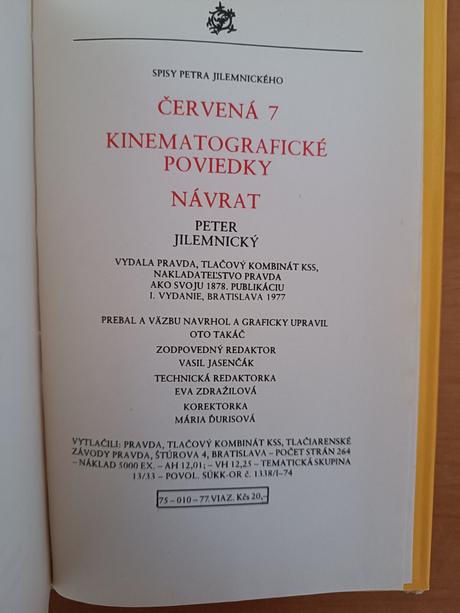 SPISY PETRA JILEMNICKÉHO
ČERVENÁ 7
KINEMATOGRAFICKÉ
POVIEDKY
NÁVRAT
PETER
JILEMNICKÝ
VYDALA PRAVDA, TLAČOVÝ KOMBINÁT KSS,
NAKLADATEĽSTVO PRAVDA
AKO SVOJU 1878. PUBLIKÁCIU
I. VYDANIE, BRATISLAVA 1977
PREBAL A VÄZBU NAVRHOL A GRAFICKY UPRAVIL
OTO TAKÁČ
ZODPOVEDNÝ REDAKTOR
VASIL JASENČÁK
TECHNICKÁ REDAKTORKA
EVA ZDRAŽILOVÁ
KOREKTORKA
MÁRIA ĎURISOVÁ
VYTLAČILI: PRAVDA, TLAČOVÝ KOMBINÁT KSS, TLAČIARENSKÉ
ZÁVODY PRAVDA, ŠTÚROVA 4, BRATISLAVA – POČET STRÁN 264
– NÁKLAD 5000 EX. – AH 12,01; – VH 12,25 – TEMATICKÁ SKUPINA
13/33 – POVOL. SÚKK-OR č. 1338/I-74
75 – 010 – 77. VIAZ. Kčs 20,–